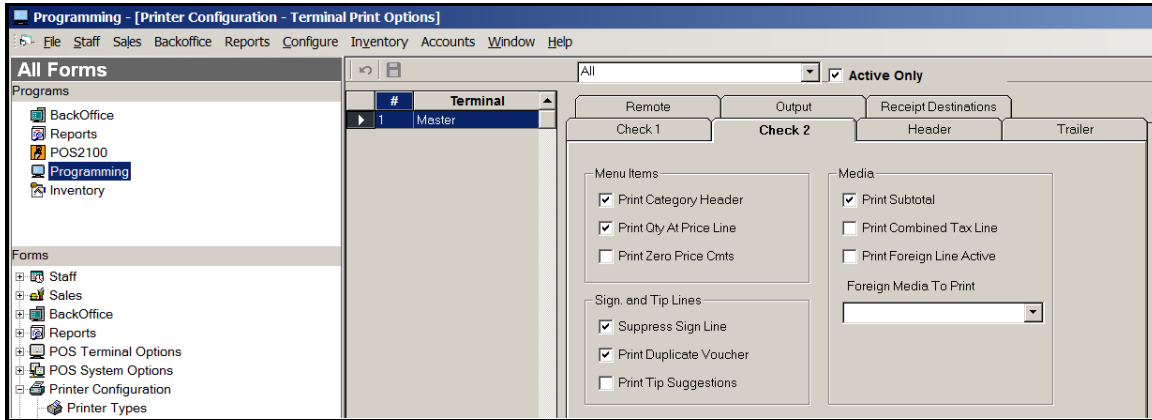 Programming - [Printer Configuration - Terminal Print Options]
File Staff Sales Backoffice Reports Configure Inventory Accounts Window Help
All Forms
Programs
BackOffice
Reports
POS2100
Programming
Inventory
Forms
Staff
Sales
BackOffice
Reports
POS Terminal Options
POS System Options
Printer Configuration
Printer Types
All
Active Only
# Terminal
1 Master
Remote Output Receipt Destinations
Check 1 Check 2 Header Trailer
Menu Items
Print Category Header
Print Qty At Price Line
Print Zero Price Cmts
Sign. and Tip Lines
Suppress Sign Line
Print Duplicate Voucher
Print Tip Suggestions
Media
Print Subtotal
Print Combined Tax Line
Print Foreign Line Active
Foreign Media To Print